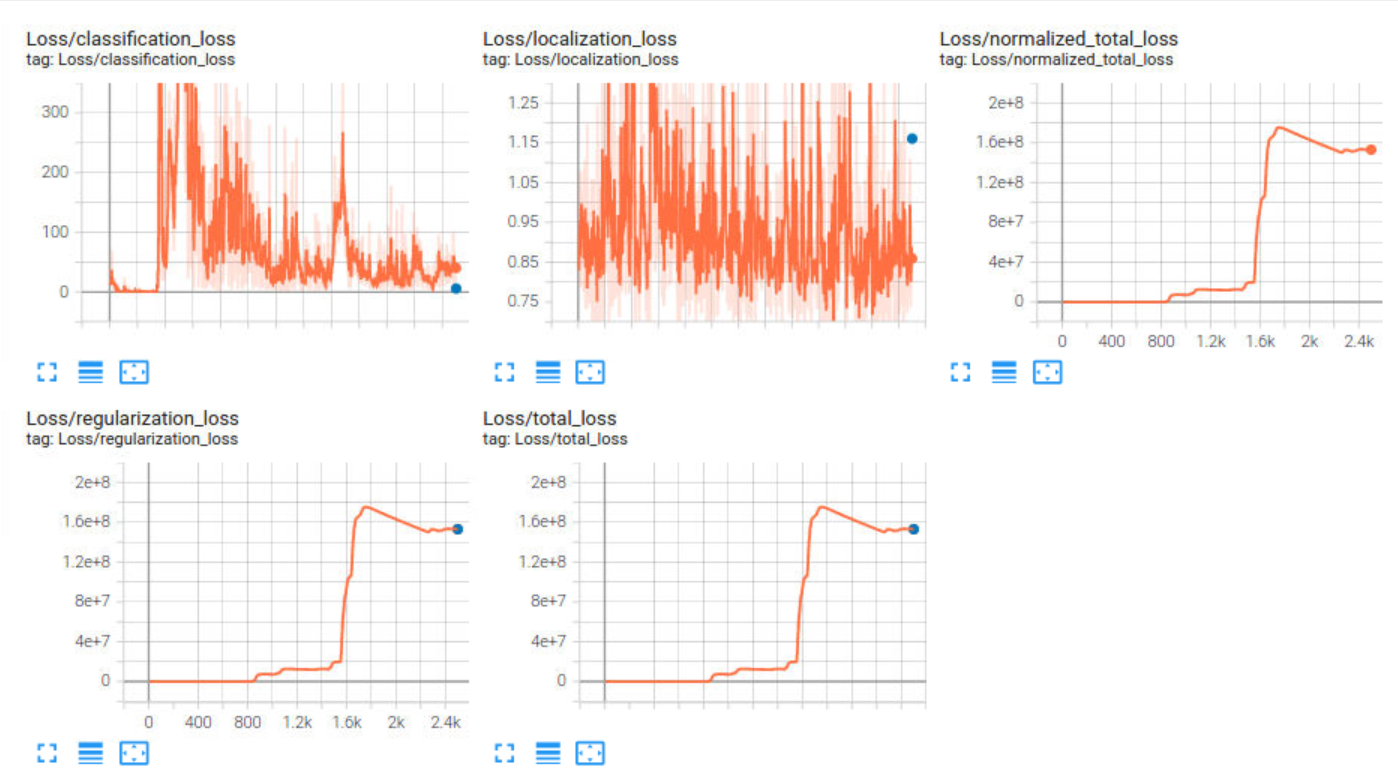 Loss/classification_loss
tag: Loss/classification_loss
300
200
100
0
Loss/localization_loss
tag: Loss/localization_loss
1.25
1.15
1.05
0.95
0.85
0.75
Loss/normalized_total_loss
tag: Loss/normalized_total_loss
2e+8
1.6e+8
1.2e+8
8e+7
4e+7
0
0 400 800 1.2k 1.6k 2k 2.4k
Loss/regularization_loss
tag: Loss/regularization_loss
2e+8
1.6e+8
1.2e+8
8e+7
4e+7
0
0 400 800 1.2k 1.6k 2k 2.4k
Loss/total_loss
tag: Loss/total_loss
2e+8
1.6e+8
1.2e+8
8e+7
4e+7
0